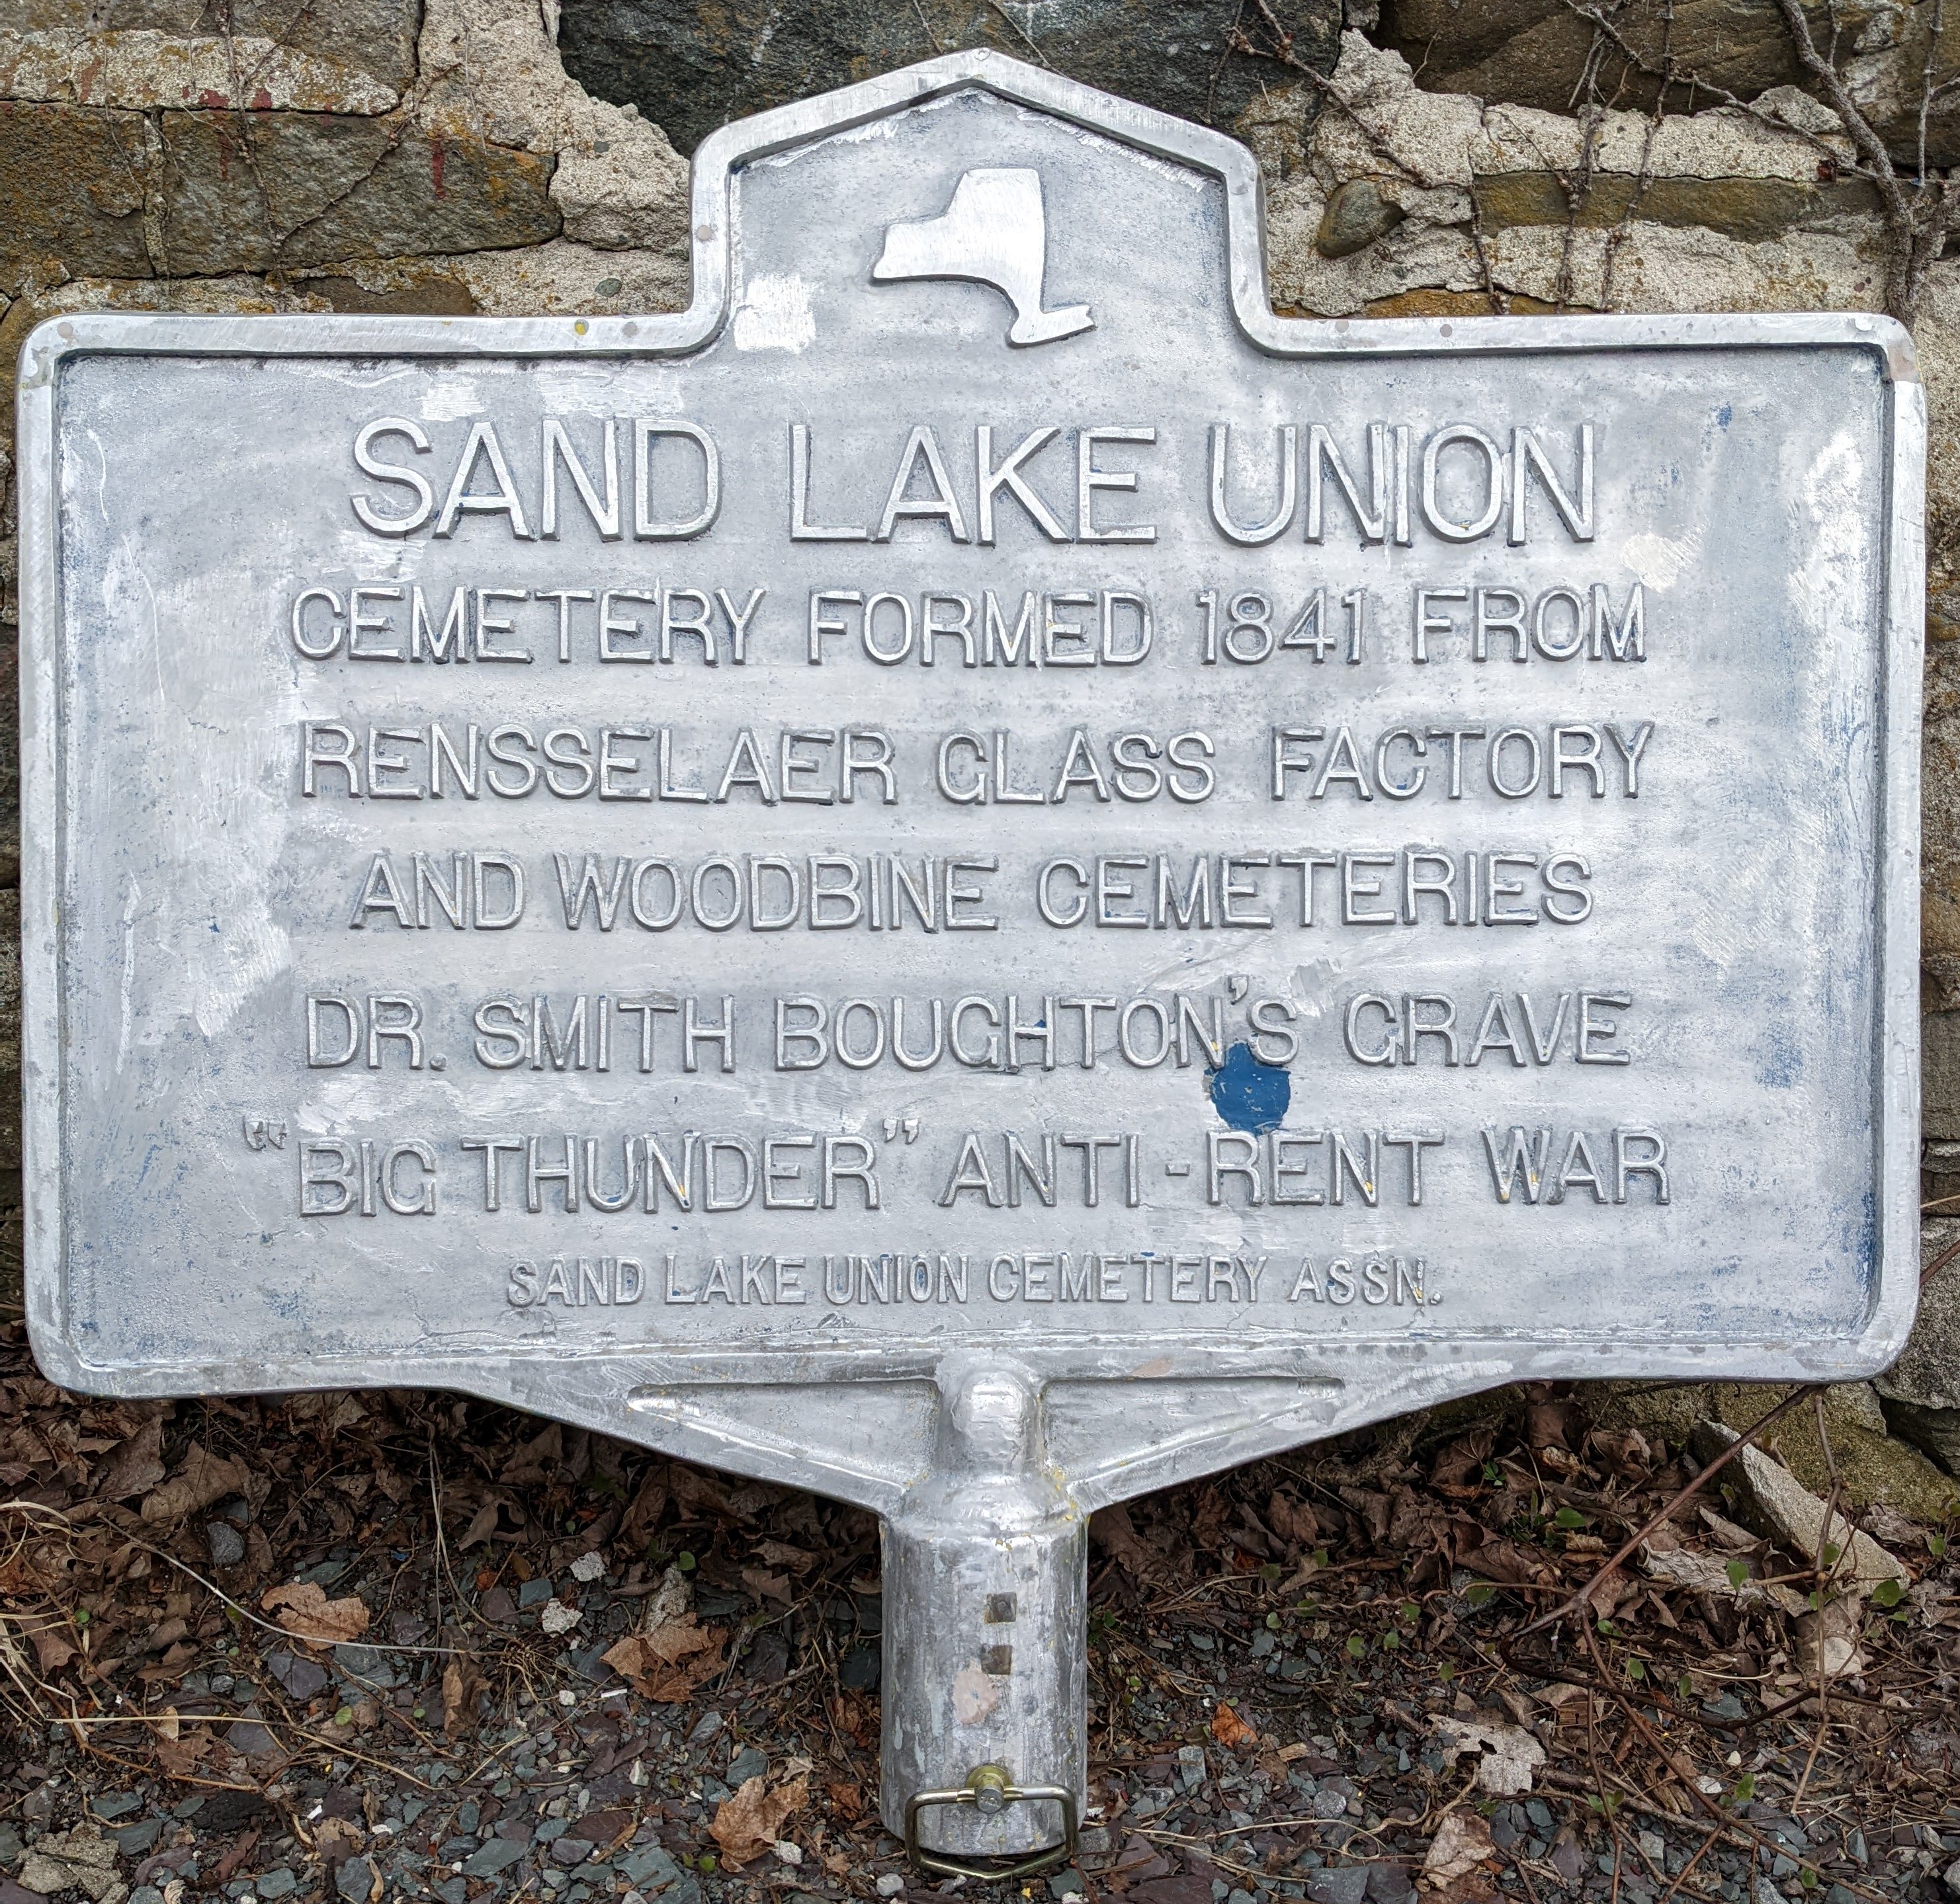 SAND LAKE UNION
CEMETERY FORMED 1841 FROM
RENSSELAER GLASS FACTORY
AND WOODBINE CEMETERIES
DR. SMITH BOUGHTON'S GRAVE
"BIG THUNDER" ANTI-RENT WAR
SAND LAKE UNION CEMETERY ASSN.